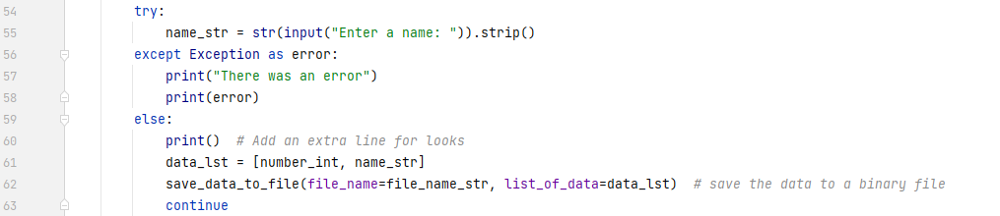 54 try:
55 name_str = str(input("Enter a name: ")).strip()
56 except Exception as error:
57 print("There was an error")
58 print(error)
59 else:
60 print()  # Add an extra line for looks
61 data_lst = [number_int, name_str]
62 save_data_to_file(file_name=file_name_str, list_of_data=data_lst)  # save the data to a binary file
63 continue